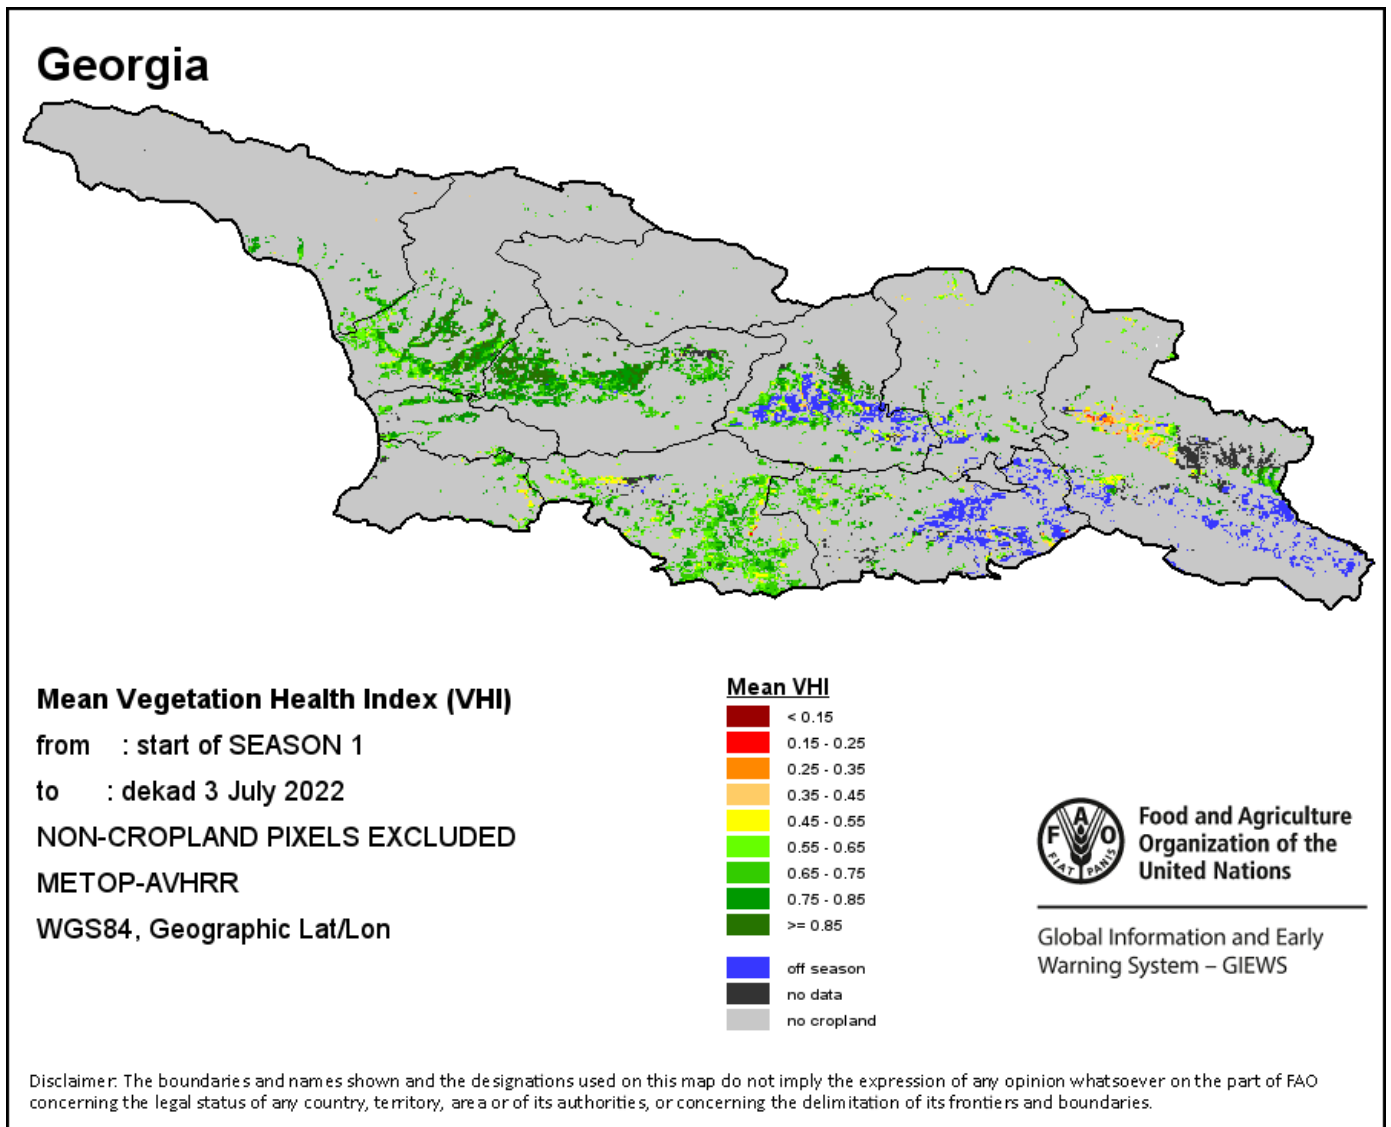 Georgia
Mean Vegetation Health Index (VHI)
from : start of SEASON 1
to : dekad 3 July 2022
NON-CROPLAND PIXELS EXCLUDED
METOP-AVHRR
WGS84, Geographic Lat/Lon
Mean VHI
< 0.15
0.15 - 0.25
0.25 - 0.35
0.35 - 0.45
0.45 - 0.55
0.55 - 0.65
0.65 - 0.75
0.75 - 0.85
>= 0.85
off season
no data
no cropland
F A O
FIAT PANIS
Food and Agriculture
Organization of the
United Nations
Global Information and Early
Warning System – GIEWS
Disclaimer: The boundaries and names shown and the designations used on this map do not imply the expression of any opinion whatsoever on the part of FAO
concerning the legal status of any country, territory, area or of its authorities, or concerning the delimitation of its frontiers and boundaries.